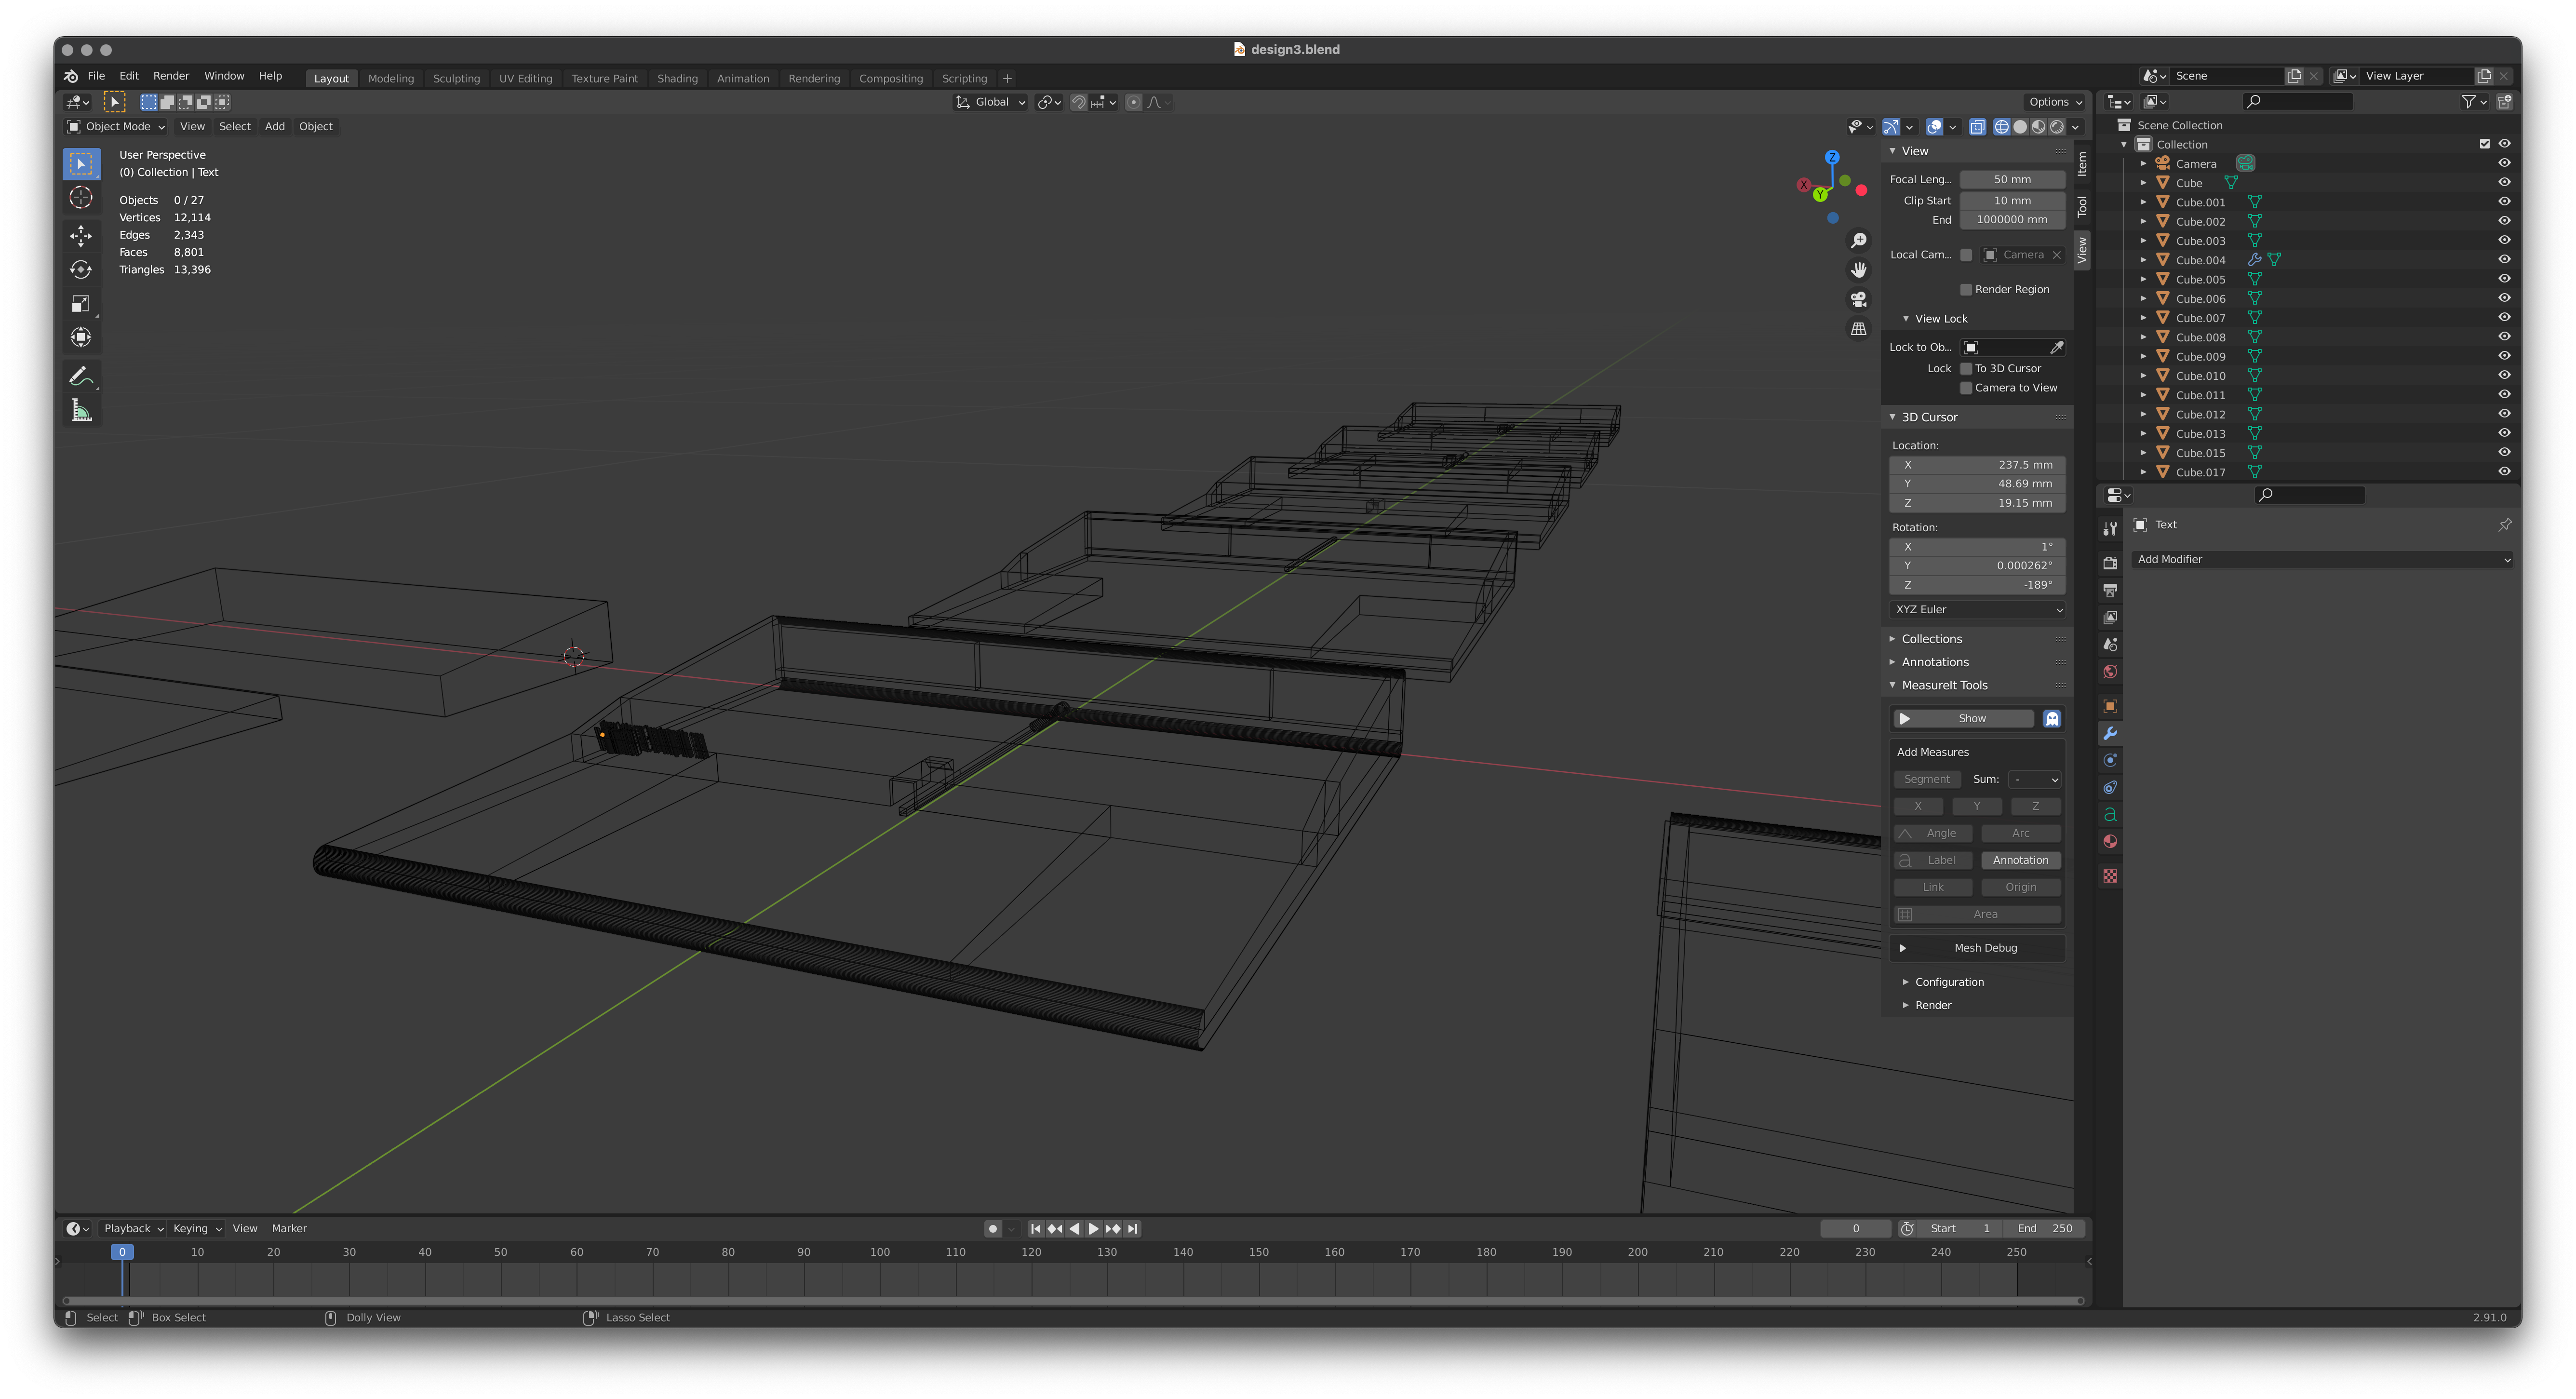 design3.blend
File Edit Render Window Help Layout Modeling Sculpting UV Editing Texture Paint Shading Animation Rendering Compositing Scripting + Scene View Layer
Global Options
Object Mode View Select Add Object
User Perspective
(0) Collection | Text
Objects 0 / 27
Vertices 12,114
Edges 2,343
Faces 8,801
Triangles 13,396
Z
X
Y
View
Focal Leng... 50 mm
Clip Start 10 mm
End 1000000 mm
Local Cam... Camera
Render Region
View Lock
Lock to Ob...
Lock To 3D Cursor
Camera to View
3D Cursor
Location:
X 237.5 mm
Y 48.69 mm
Z 19.15 mm
Rotation:
X 1°
Y 0.000262°
Z -189°
XYZ Euler
Collections
Annotations
MeasureIt Tools
Show
Add Measures
Segment Sum: -
X Y Z
Angle Arc
Label Annotation
Link Origin
Area
Mesh Debug
Configuration
Render
Item
Tool
View
Scene Collection
Collection
Camera
Cube
Cube.001
Cube.002
Cube.003
Cube.004
Cube.005
Cube.006
Cube.007
Cube.008
Cube.009
Cube.010
Cube.011
Cube.012
Cube.013
Cube.015
Cube.017
Text
Add Modifier
Playback Keying View Marker 0 Start 1 End 250
0 10 20 30 40 50 60 70 80 90 100 110 120 130 140 150 160 170 180 190 200 210 220 230 240 250
Select Box Select Dolly View Lasso Select 2.91.0